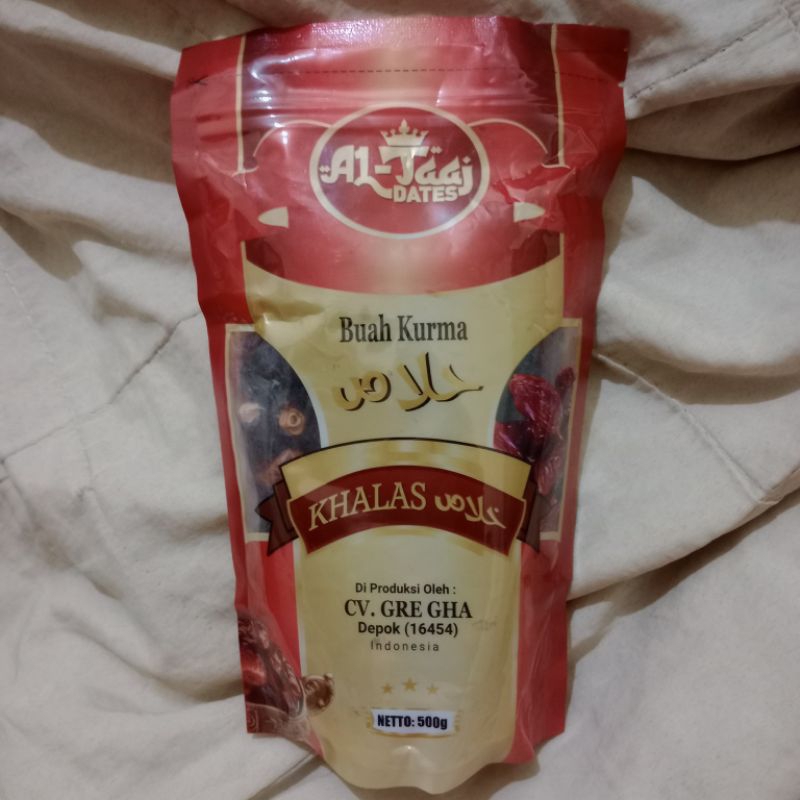 AL-Taaj
DATES
Buah Kurma
خلاص
KHALAS خلاص
Di Produksi Oleh :
CV. GRE GHA
Depok (16454)
Indonesia
NETTO: 500g